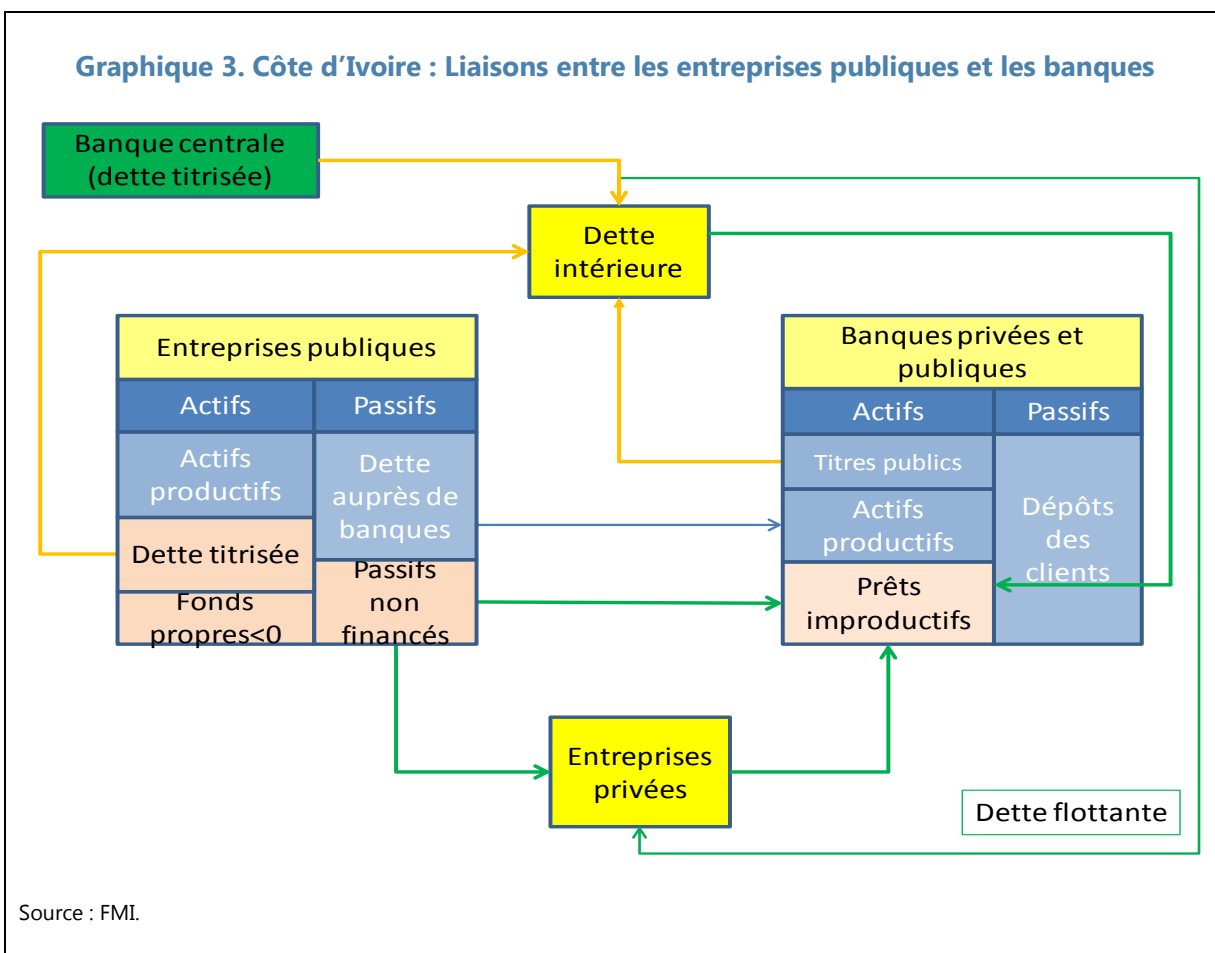 Graphique 3. Côte d’Ivoire : Liaisons entre les entreprises publiques et les banques
Banque centrale
(dette titrisée)
Dette
intérieure
Entreprises publiques
Actifs
Passifs
Actifs
productifs
Dette
auprès de
banques
Dette titrisée
Fonds
propres<0
Passifs
non
financés
Banques privées et
publiques
Actifs
Passifs
Titres publics
Actifs
productifs
Prêts
improductifs
Dépôts
des
clients
Entreprises
privées
Dette flottante
Source : FMI.